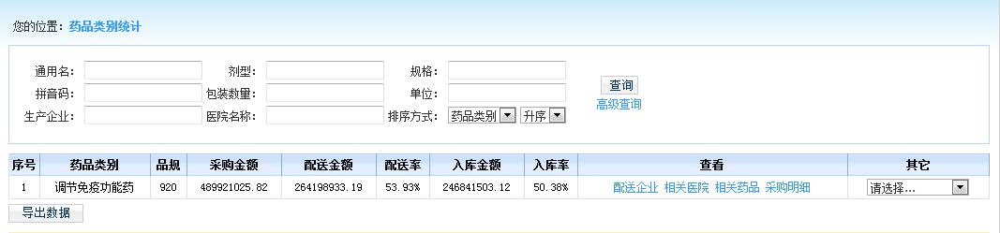 您的位置：药品类别统计
通用名： 剂型： 规格：
查询
拼音码： 包装数量： 单位：
高级查询
生产企业： 医院名称： 排序方式： 药品类别 升序
序号 药品类别 品规 采购金额 配送金额 配送率 入库金额 入库率 查看 其它
1 调节免疫功能药 920 489921025.82 264198933.19 53.93% 246841503.12 50.38% 配送企业 相关医院 相关药品 采购明细 请选择...
导出数据